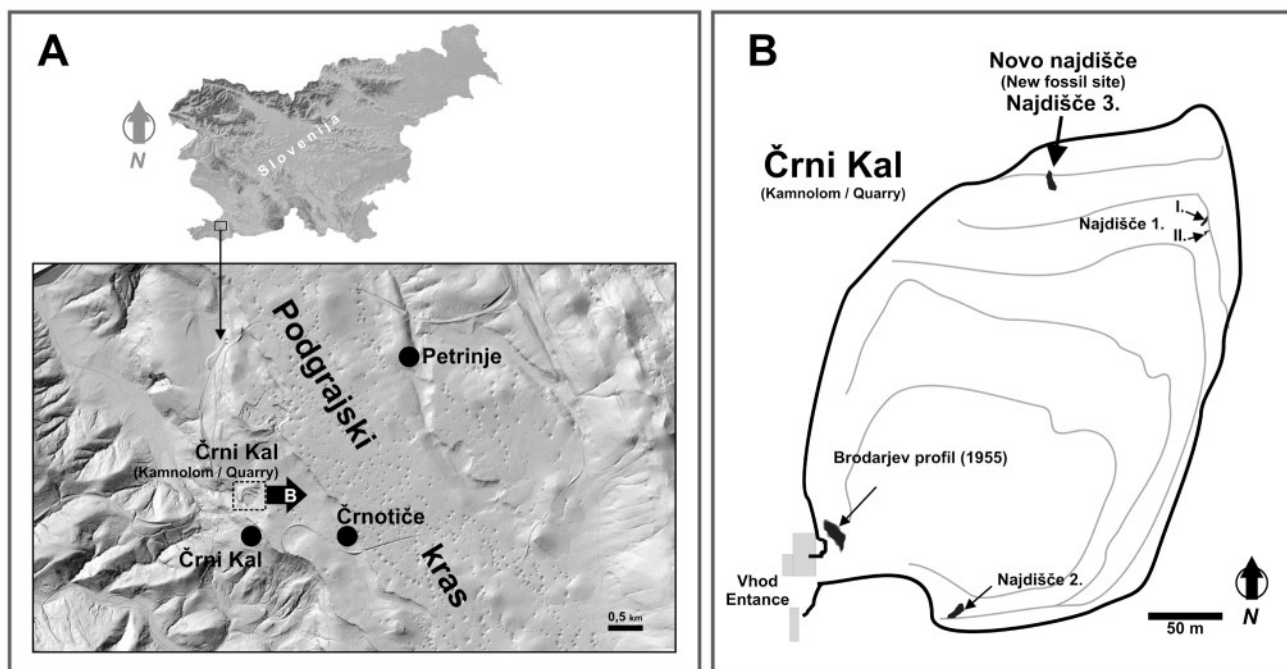 A
N
Slovenija
Podgrajski
kras
Petrinje
Črni Kal
(Kamnolom / Quarry)
B
Črnotiče
Črni Kal
0,5 km
B
Novo najdišče
(New fossil site)
Najdišče 3.
Črni Kal
(Kamnolom / Quarry)
Najdišče 1.
I.
II.
Brodarjev profil (1955)
Vhod
Entance
Najdišče 2.
50 m
N